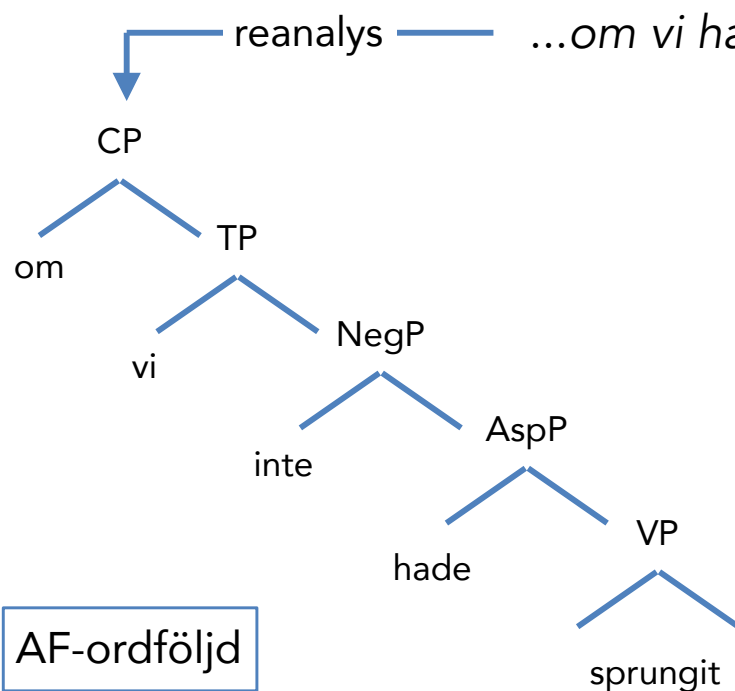 reanalys ...om vi ha
CP
TP
om
NegP
vi
AspP
inte
VP
hade
AF-ordföljd
sprungit